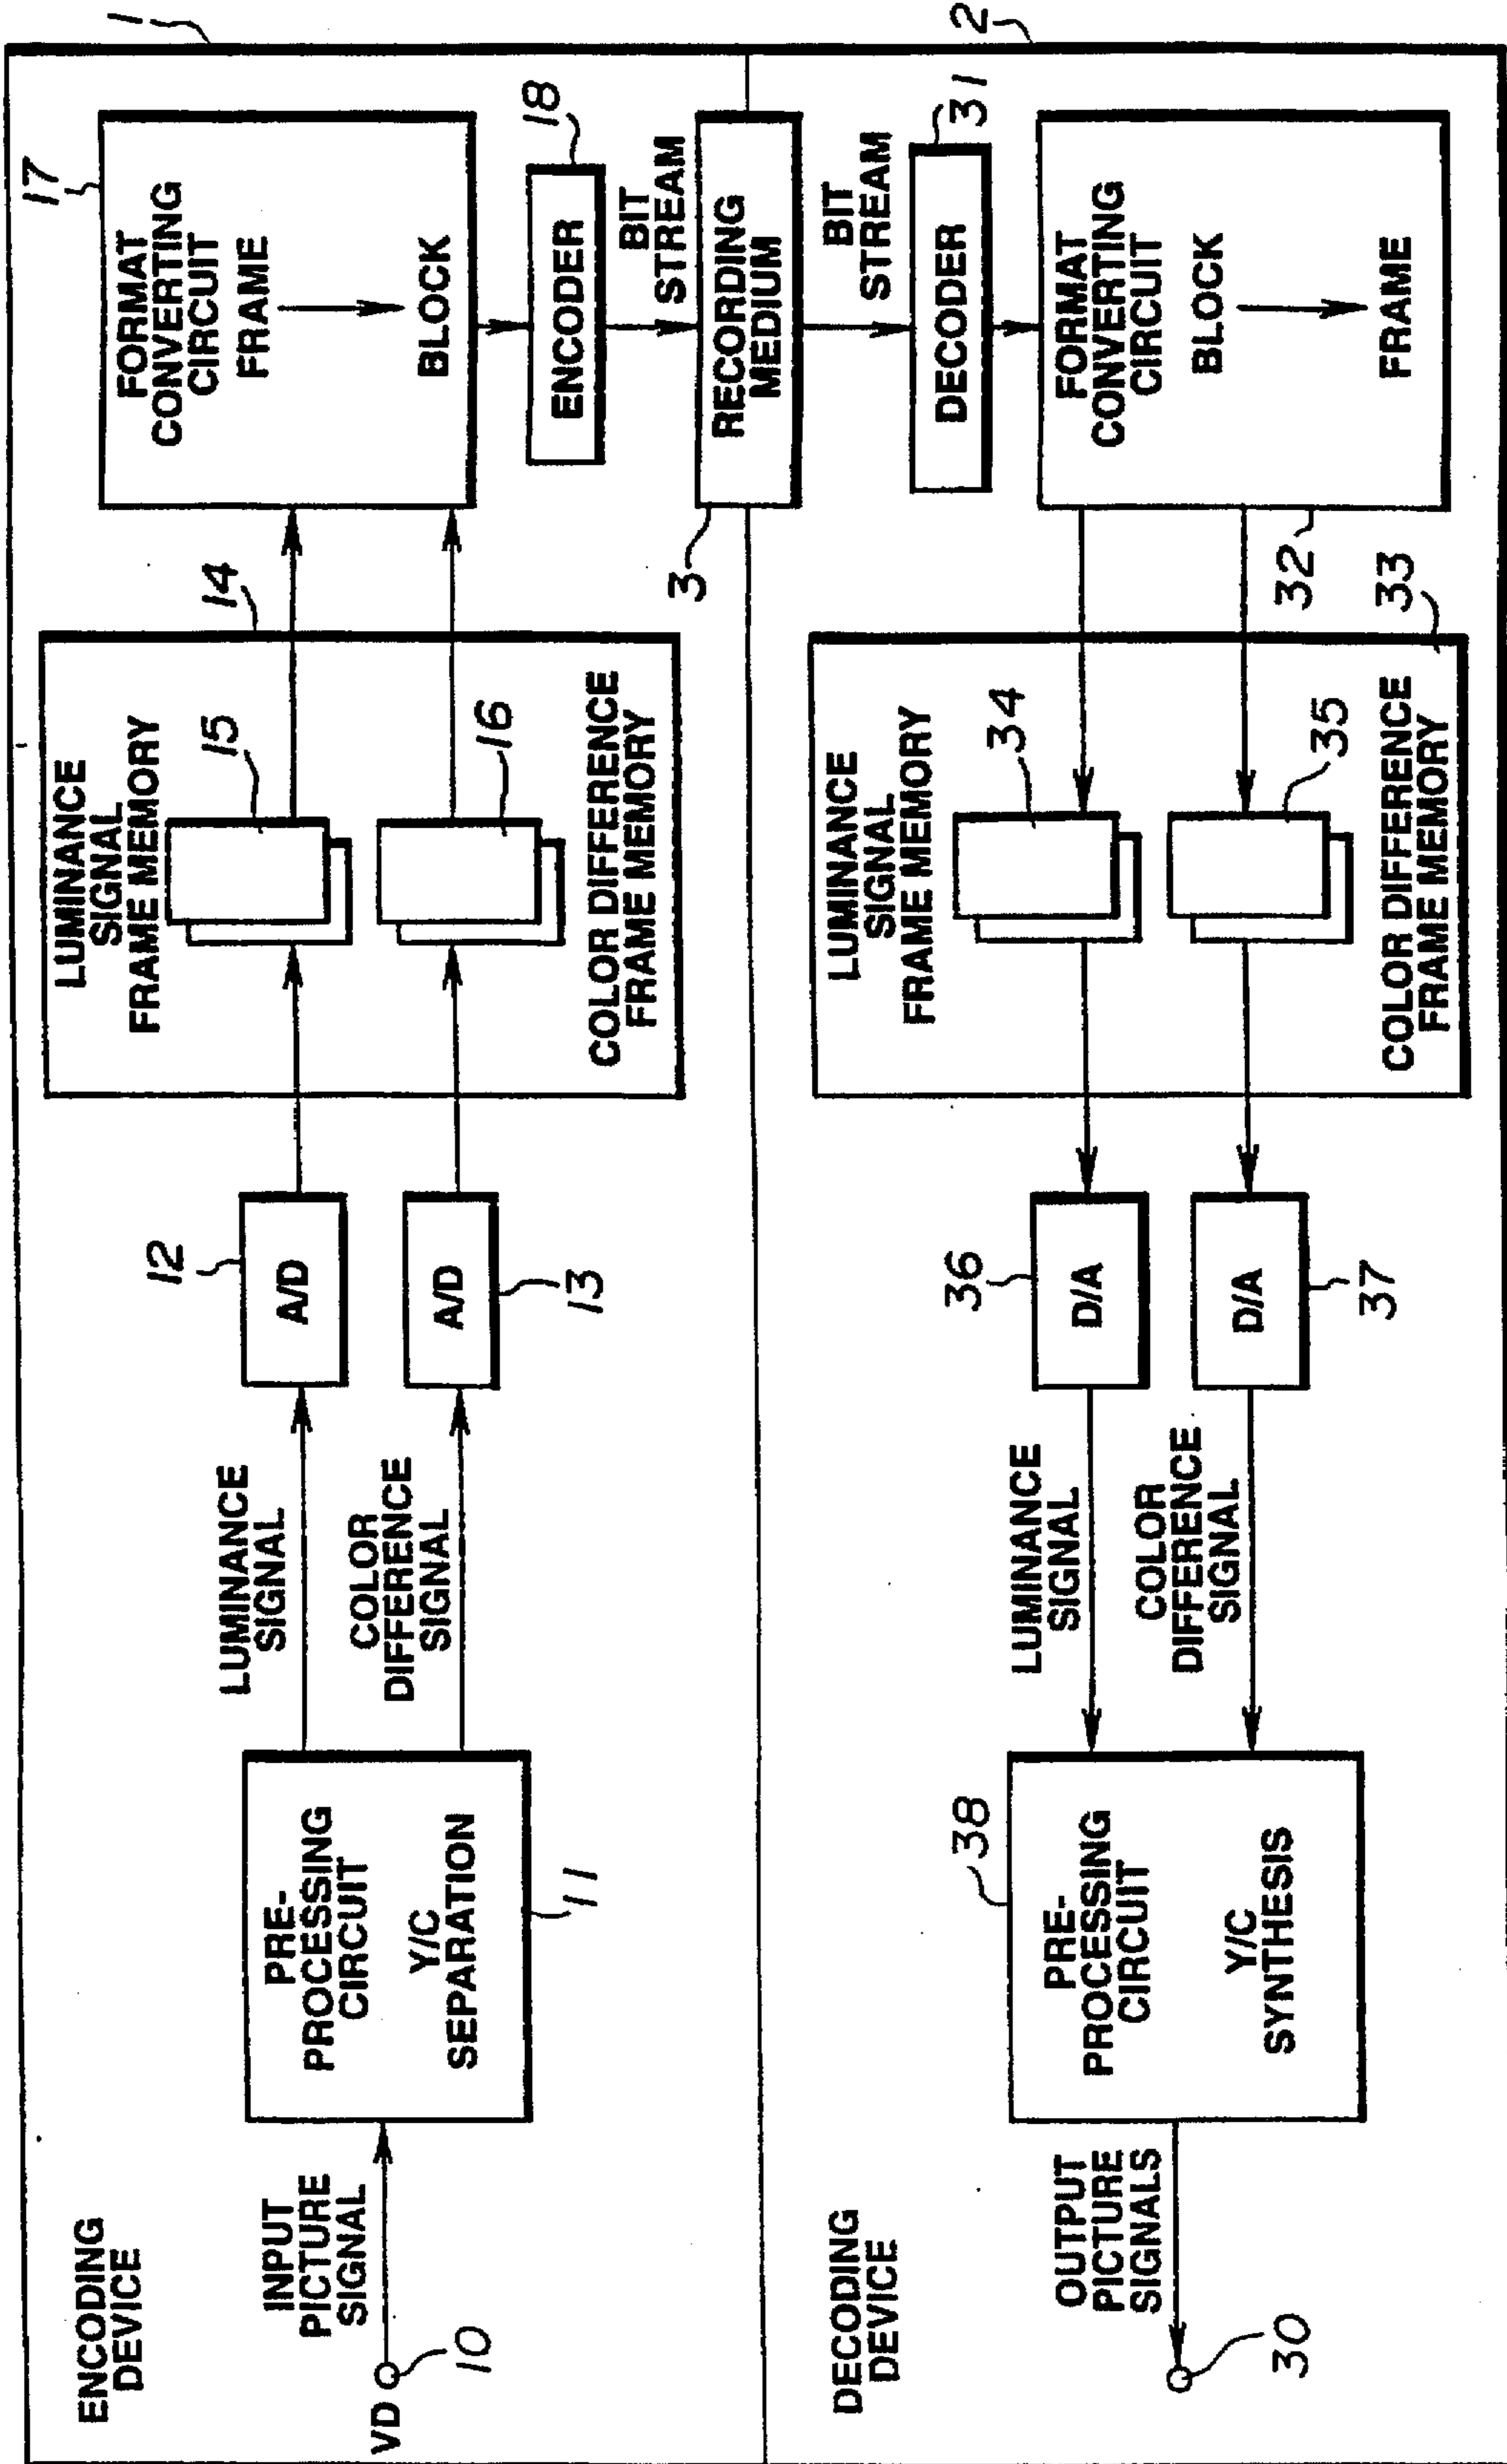 ENCODING
DEVICE
1
VD
10
INPUT
PICTURE
SIGNAL
PRE-
PROCESSING
CIRCUIT
Y/C
SEPARATION
11
LUMINANCE
SIGNAL
COLOR
DIFFERENCE
SIGNAL
12
A/D
A/D
13
14
LUMINANCE
SIGNAL
FRAME MEMORY
15
16
COLOR DIFFERENCE
FRAME MEMORY
17
FORMAT
CONVERTING
CIRCUIT
FRAME
BLOCK
ENCODER
18
BIT
STREAM
RECORDING
MEDIUM
3
DECODING
DEVICE
2
BIT
STREAM
DECODER
31
FORMAT
CONVERTING
CIRCUIT
BLOCK
FRAME
32
33
LUMINANCE
SIGNAL
FRAME MEMORY
34
35
COLOR DIFFERENCE
FRAME MEMORY
36
D/A
D/A
37
LUMINANCE
SIGNAL
COLOR
DIFFERENCE
SIGNAL
38
PRE-
PROCESSING
CIRCUIT
Y/C
SYNTHESIS
OUTPUT
PICTURE
SIGNALS
30